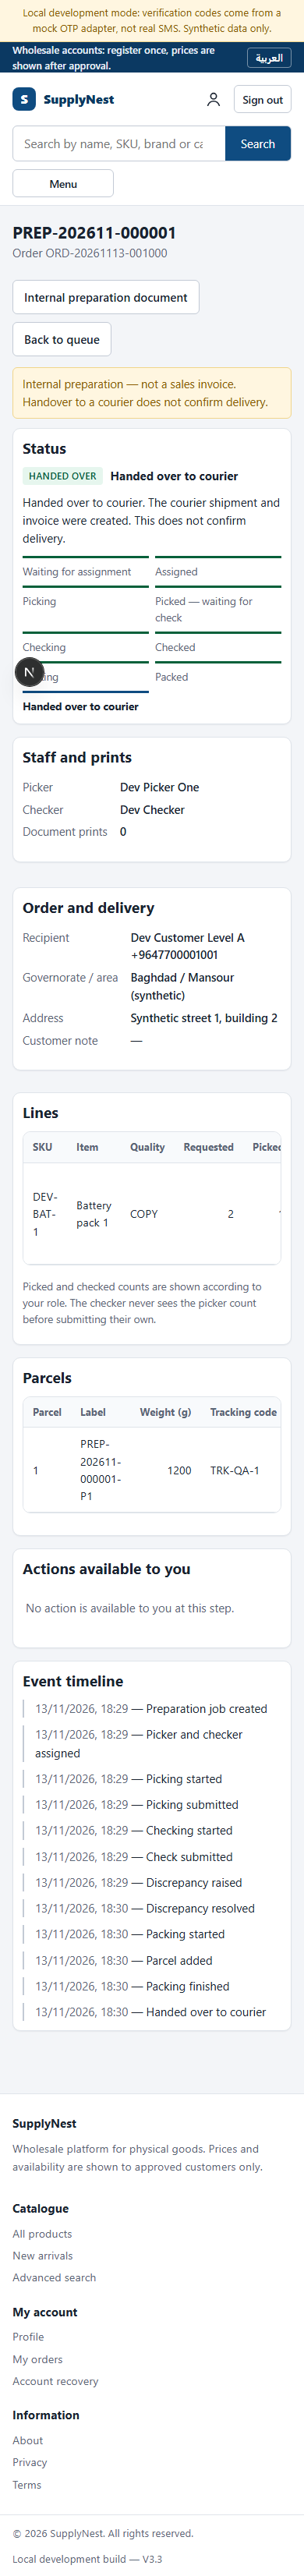 Local development mode: verification codes come from a
mock OTP adapter, not real SMS. Synthetic data only.
Wholesale accounts: register once, prices are
shown after approval.
العربية
S
SupplyNest
Sign out
Search by name, SKU, brand or ca
Search
Menu
PREP-202611-000001
Order ORD-20261113-001000
Internal preparation document
Back to queue
Internal preparation — not a sales invoice.
Handover to a courier does not confirm delivery.
Status
HANDED OVER Handed over to courier
Handed over to courier. The courier shipment and
invoice were created. This does not confirm
delivery.
Waiting for assignment
Assigned
Picking
Picked — waiting for
check
Checking
Checked
N
Packed
Handed over to courier
Staff and prints
Picker Dev Picker One
Checker Dev Checker
Document prints 0
Order and delivery
Recipient Dev Customer Level A
+9647700001001
Governorate / area Baghdad / Mansour
(synthetic)
Address Synthetic street 1, building 2
Customer note —
Lines
SKU Item Quality Requested
DEV-
BAT-
1
Battery
pack 1
COPY
2
Picked and checked counts are shown according to
your role. The checker never sees the picker count
before submitting their own.
Parcels
Parcel Label Weight (g) Tracking code
1
PREP-
202611-
000001-
P1
1200
TRK-QA-1
Actions available to you
No action is available to you at this step.
Event timeline
13/11/2026, 18:29 — Preparation job created
13/11/2026, 18:29 — Picker and checker
assigned
13/11/2026, 18:29 — Picking started
13/11/2026, 18:29 — Picking submitted
13/11/2026, 18:29 — Checking started
13/11/2026, 18:29 — Check submitted
13/11/2026, 18:29 — Discrepancy raised
13/11/2026, 18:30 — Discrepancy resolved
13/11/2026, 18:30 — Packing started
13/11/2026, 18:30 — Parcel added
13/11/2026, 18:30 — Packing finished
13/11/2026, 18:30 — Handed over to courier
SupplyNest
Wholesale platform for physical goods. Prices and
availability are shown to approved customers only.
Catalogue
All products
New arrivals
Advanced search
My account
Profile
My orders
Account recovery
Information
About
Privacy
Terms
© 2026 SupplyNest. All rights reserved.
Local development build — V3.3